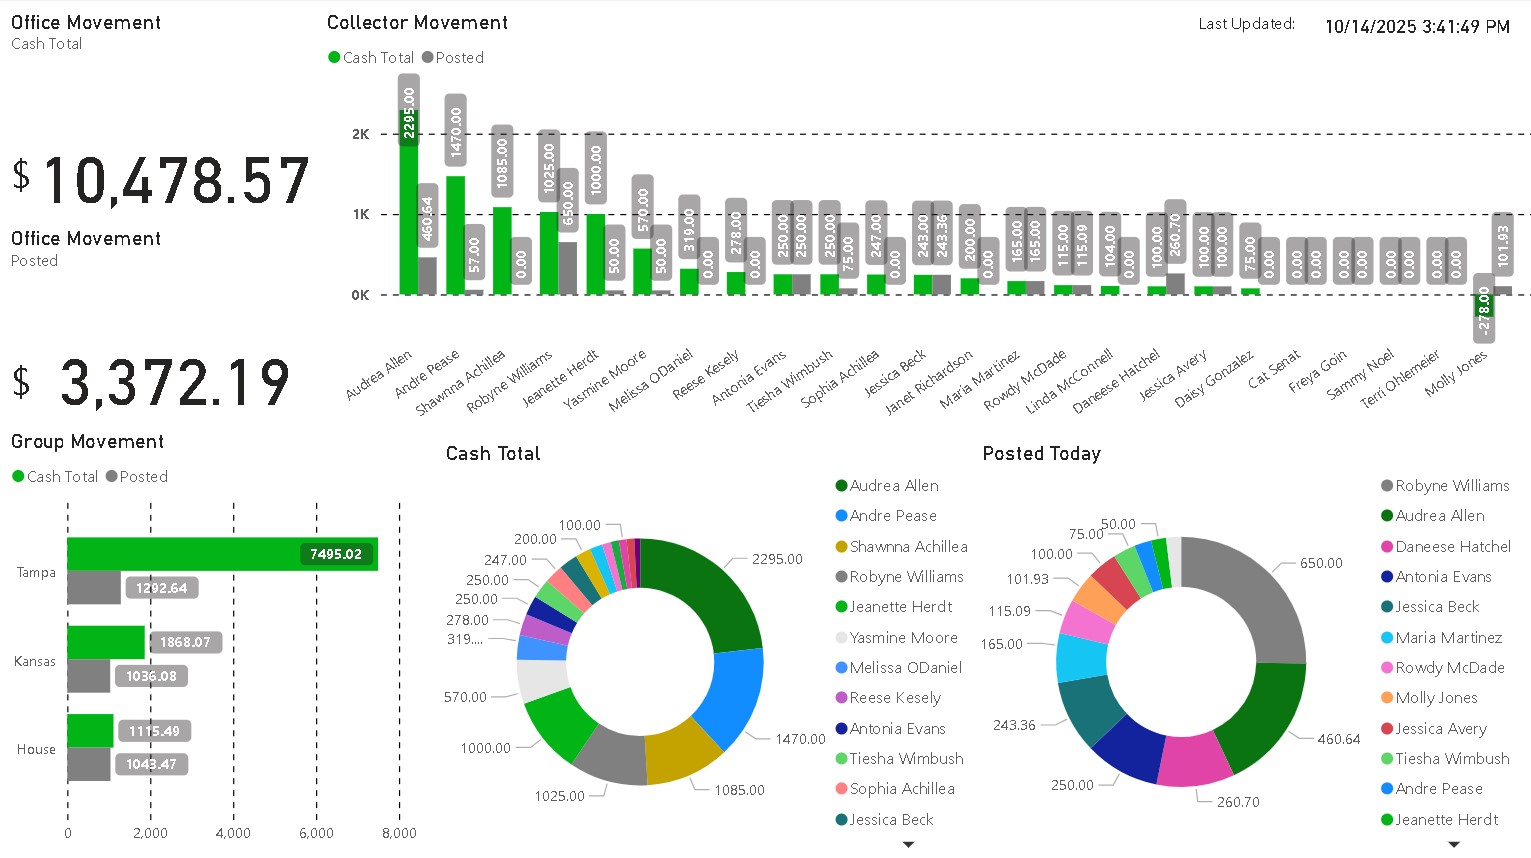 Office Movement
Cash Total
$ 10,478.57
Office Movement
Posted
$ 3,372.19
Collector Movement
Cash Total Posted
Last Updated: 10/14/2025 3:41:49 PM
2K
1K
0K
2295.00
460.64
1470.00
57.00
1085.00
0.00
1025.00
650.00
1000.00
50.00
570.00
50.00
319.00
0.00
278.00
0.00
250.00
250.00
250.00
75.00
247.00
0.00
243.00
243.36
200.00
0.00
165.00
165.00
115.00
115.09
104.00
0.00
100.00
260.70
100.00
100.00
75.00
0.00
0.00
0.00
0.00
0.00
0.00
0.00
0.00
0.00
-278.00
101.93
Audrea Allen
Andre Pease
Shawnna Achillea
Robyne Williams
Jeanette Herdt
Yasmine Moore
Melissa ODaniel
Reese Kesely
Antonia Evans
Tiesha Wimbush
Sophia Achillea
Jessica Beck
Janet Richardson
Maria Martinez
Rowdy McDade
Linda McConnell
Daneese Hatchel
Jessica Avery
Daisy Gonzalez
Cat Senat
Freya Goin
Sammy Noel
Terri Ohlemeier
Molly Jones
Group Movement
Cash Total Posted
Tampa
7495.02
1292.64
Kansas
1868.07
1036.08
House
1115.49
1043.47
0 2,000 4,000 6,000 8,000
Cash Total
2295.00
1470.00
1085.00
1025.00
1000.00
570.00
319....
278.00
250.00
250.00
247.00
200.00
100.00
Audrea Allen
Andre Pease
Shawnna Achillea
Robyne Williams
Jeanette Herdt
Yasmine Moore
Melissa ODaniel
Reese Kesely
Antonia Evans
Tiesha Wimbush
Sophia Achillea
Jessica Beck
Posted Today
650.00
460.64
260.70
250.00
243.36
165.00
115.09
101.93
100.00
75.00
50.00
Robyne Williams
Audrea Allen
Daneese Hatchel
Antonia Evans
Jessica Beck
Maria Martinez
Rowdy McDade
Molly Jones
Jessica Avery
Tiesha Wimbush
Andre Pease
Jeanette Herdt